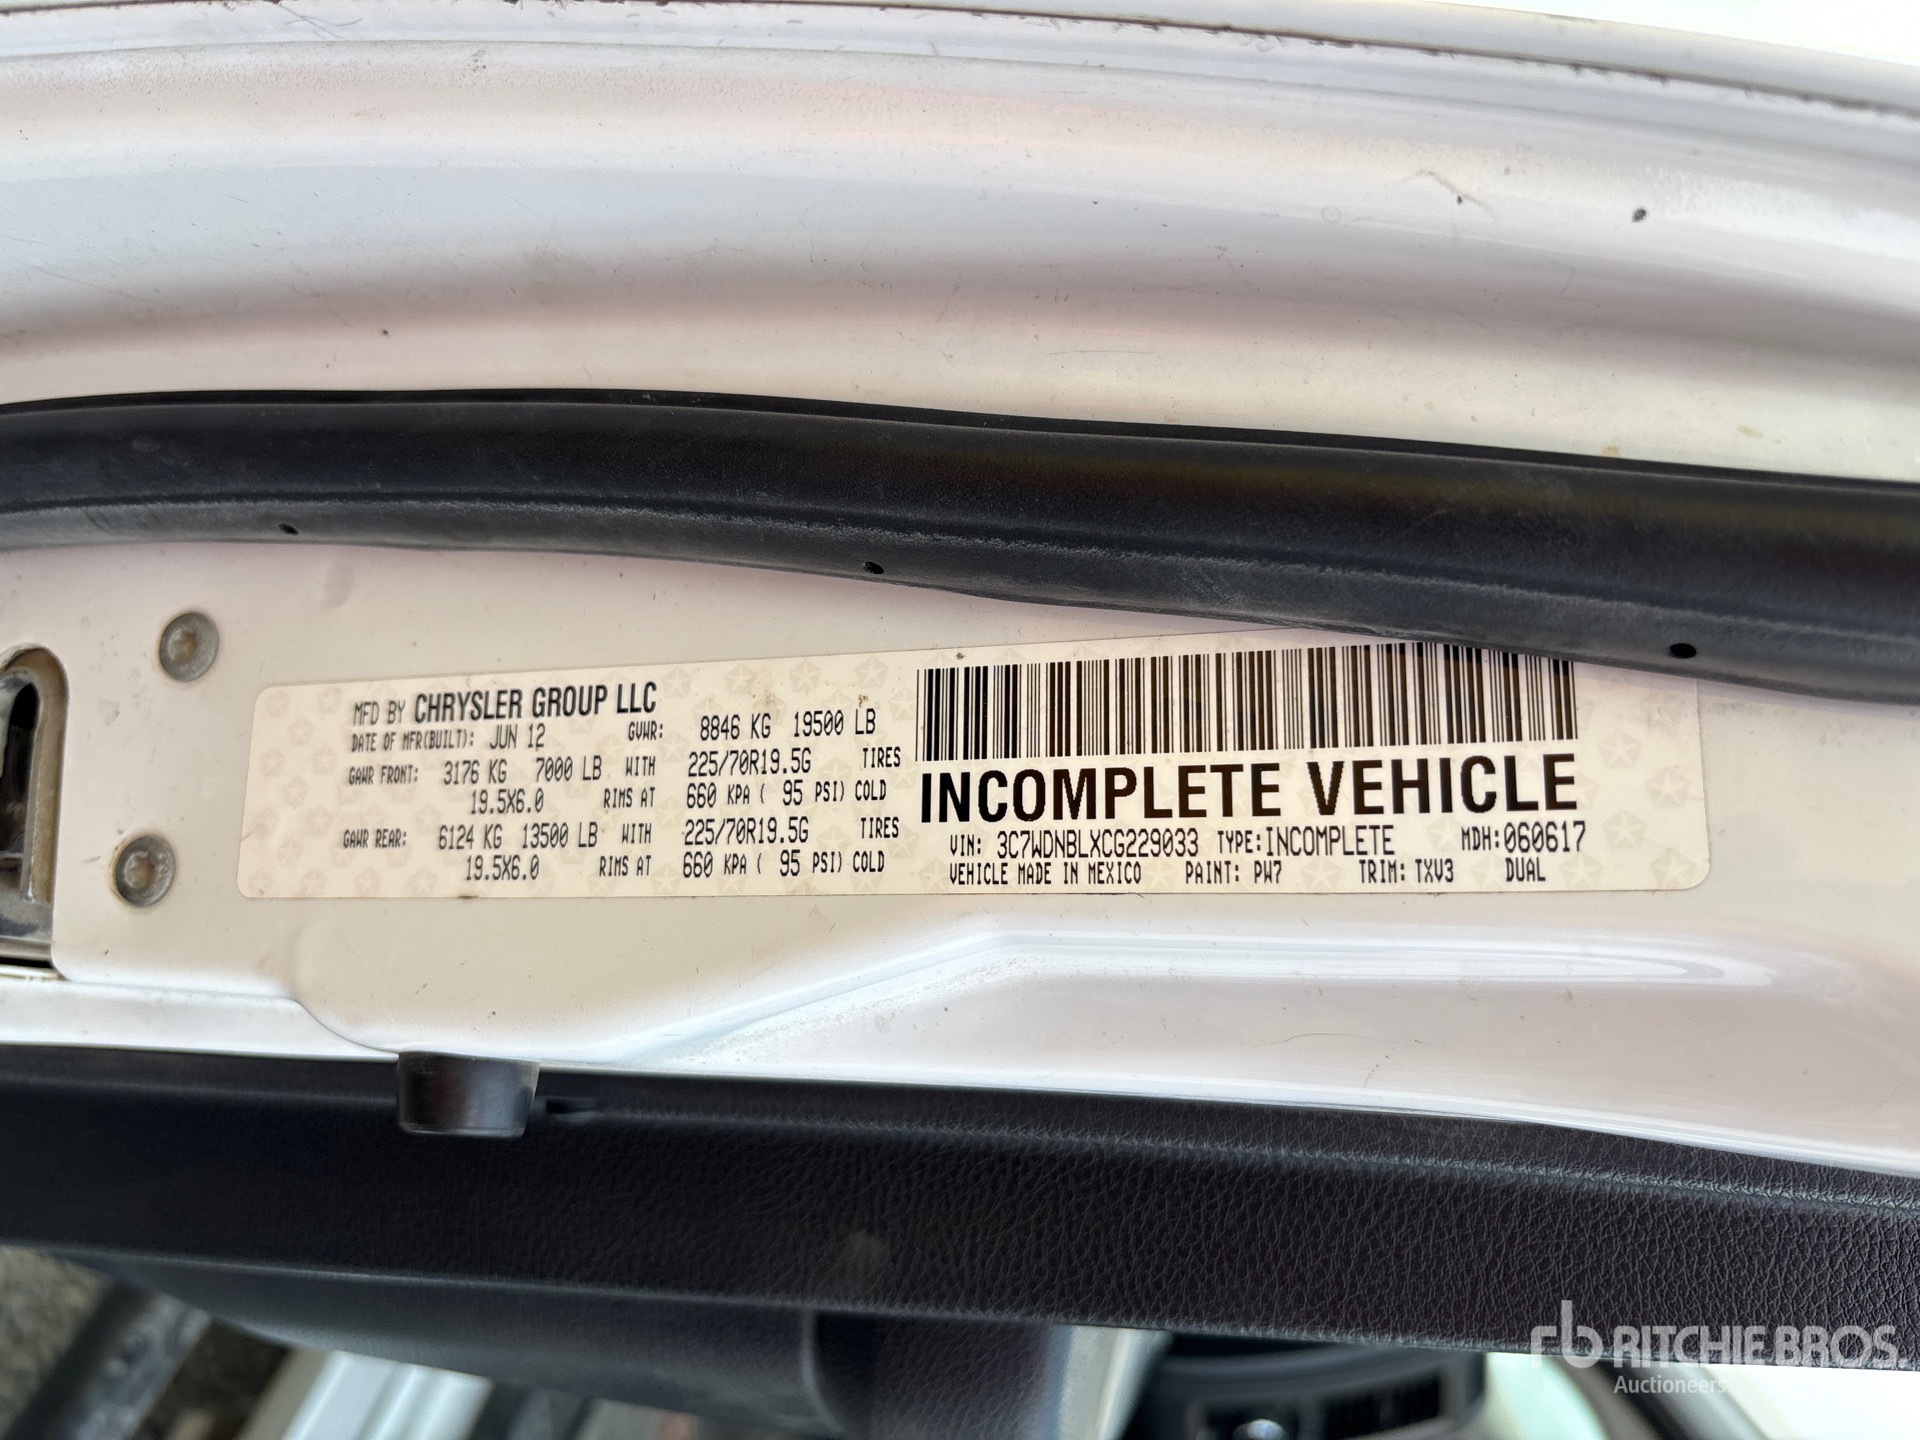 MFD BY CHRYSLER GROUP LLC
DATE OF MFR(BUILT): JUN 12 GVWR: 8846 KG 19500 LB
GAWR FRONT: 3176 KG 7000 LB WITH 225/70R19.5G TIRES
19.5X6.0 RIMS AT 660 KPA ( 95 PSI) COLD
GAWR REAR: 6124 KG 13500 LB WITH 225/70R19.5G TIRES
19.5X6.0 RIMS AT 660 KPA ( 95 PSI) COLD
INCOMPLETE VEHICLE
VIN: 3C7WDNBLXCG229033 TYPE:INCOMPLETE MDH:060617
VEHICLE MADE IN MEXICO PAINT: PW7 TRIM: TXV3 DUAL
rb RITCHIE BROS.
Auctioneers